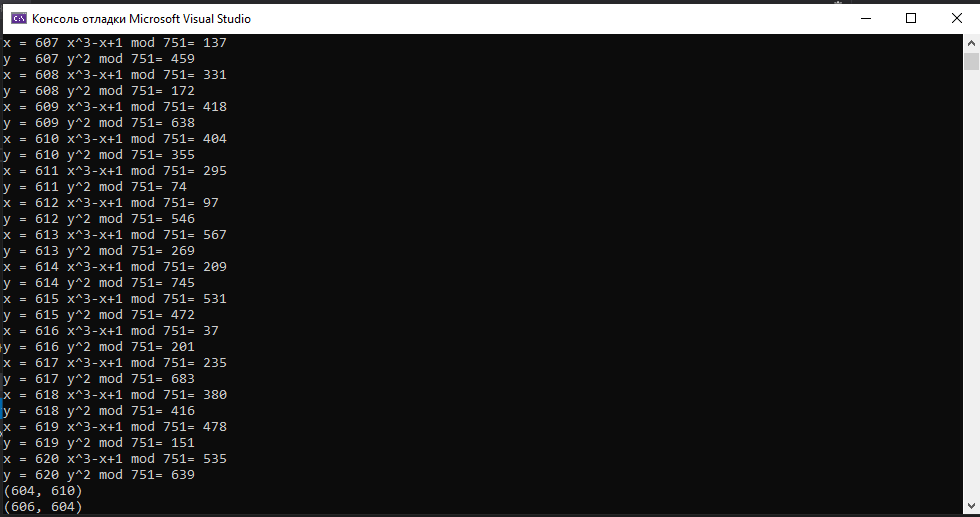 Консоль отладки Microsoft Visual Studio
x = 607 x^3-x+1 mod 751= 137
y = 607 y^2 mod 751= 459
x = 608 x^3-x+1 mod 751= 331
y = 608 y^2 mod 751= 172
x = 609 x^3-x+1 mod 751= 418
y = 609 y^2 mod 751= 638
x = 610 x^3-x+1 mod 751= 404
y = 610 y^2 mod 751= 355
x = 611 x^3-x+1 mod 751= 295
y = 611 y^2 mod 751= 74
x = 612 x^3-x+1 mod 751= 97
y = 612 y^2 mod 751= 546
x = 613 x^3-x+1 mod 751= 567
y = 613 y^2 mod 751= 269
x = 614 x^3-x+1 mod 751= 209
y = 614 y^2 mod 751= 745
x = 615 x^3-x+1 mod 751= 531
y = 615 y^2 mod 751= 472
x = 616 x^3-x+1 mod 751= 37
y = 616 y^2 mod 751= 201
x = 617 x^3-x+1 mod 751= 235
y = 617 y^2 mod 751= 683
x = 618 x^3-x+1 mod 751= 380
y = 618 y^2 mod 751= 416
x = 619 x^3-x+1 mod 751= 478
y = 619 y^2 mod 751= 151
x = 620 x^3-x+1 mod 751= 535
y = 620 y^2 mod 751= 639
(604, 610)
(606, 604)